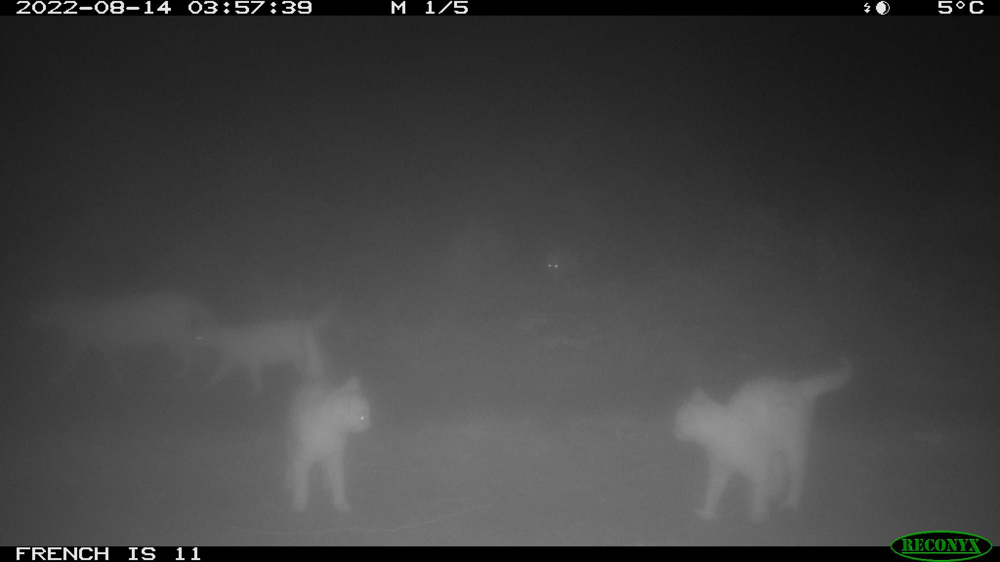 2022-08-14 03:57:39 M 1/5 5°C
FRENCH IS 11
RECONYX